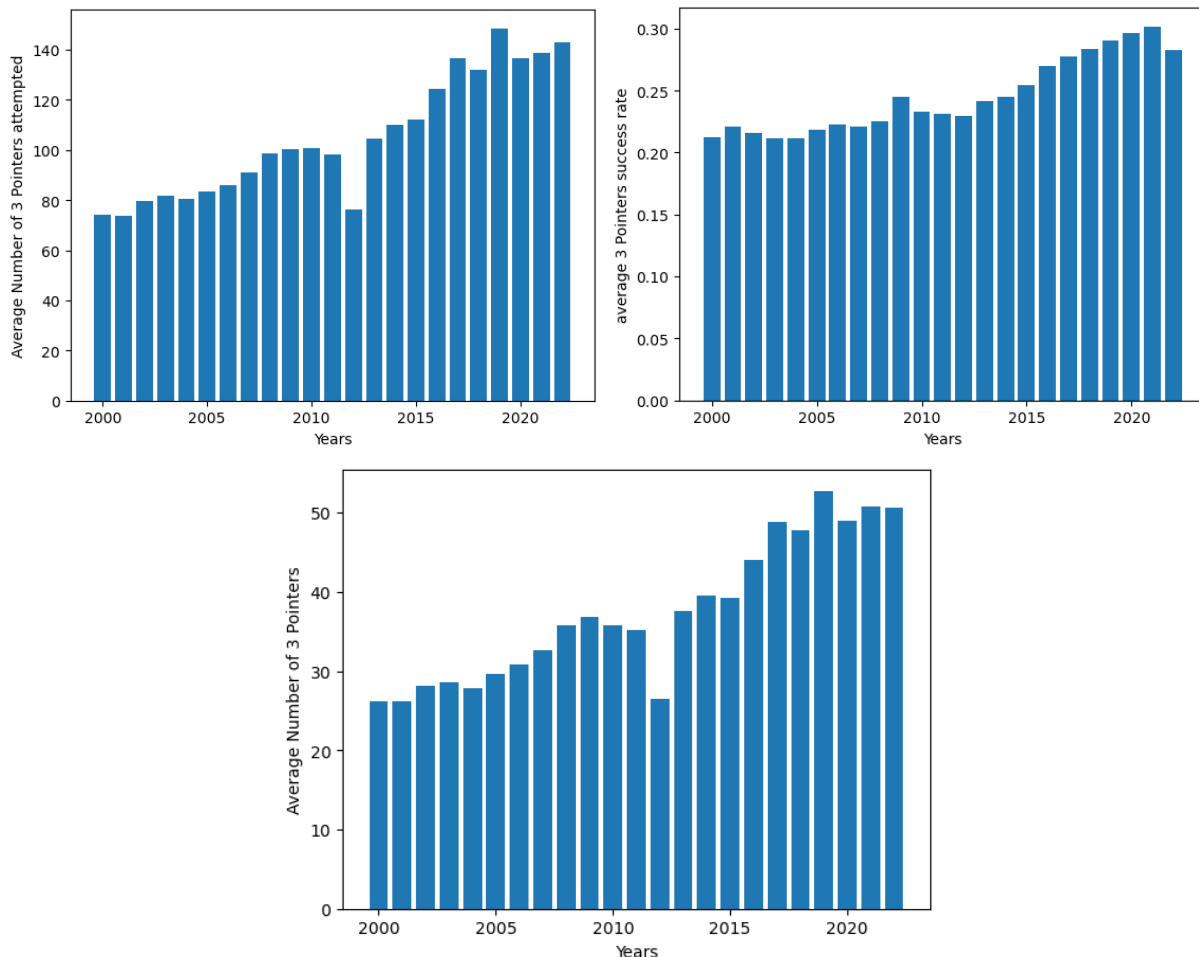 Average Number of 3 Pointers attempted
140
120
100
80
60
40
20
0
2000 2005 2010 2015 2020
Years
average 3 Pointers success rate
0.30
0.25
0.20
0.15
0.10
0.05
0.00
2000 2005 2010 2015 2020
Years
Average Number of 3 Pointers
50
40
30
20
10
0
2000 2005 2010 2015 2020
Years